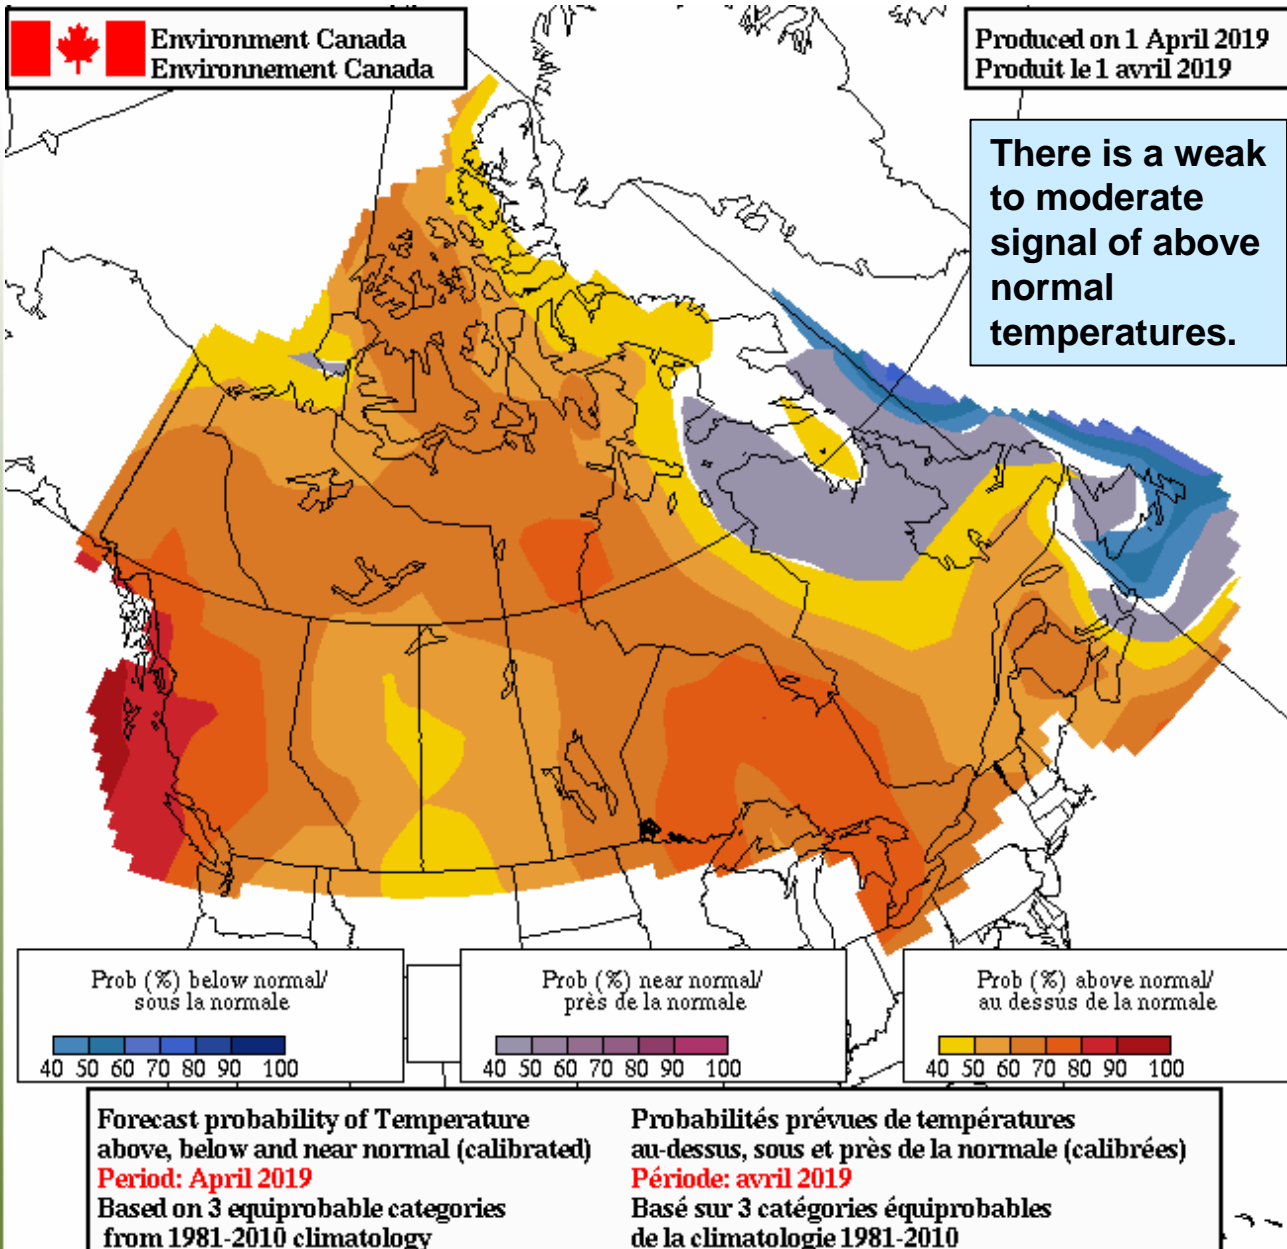 Environment Canada
Environnement Canada
Produced on 1 April 2019
Produit le 1 avril 2019
There is a weak
to moderate
signal of above
normal
temperatures.
Prob (%) below normal/
sous la normale
40 50 60 70 80 90 100
Prob (%) near normal/
près de la normale
40 50 60 70 80 90 100
Prob (%) above normal/
au dessus de la normale
40 50 60 70 80 90 100
Forecast probability of Temperature
above, below and near normal (calibrated)
Period: April 2019
Based on 3 equiprobable categories
from 1981-2010 climatology
Probabilités prévues de températures
au-dessus, sous et près de la normale (calibrées)
Période: avril 2019
Basé sur 3 catégories équiprobables
de la climatologie 1981-2010